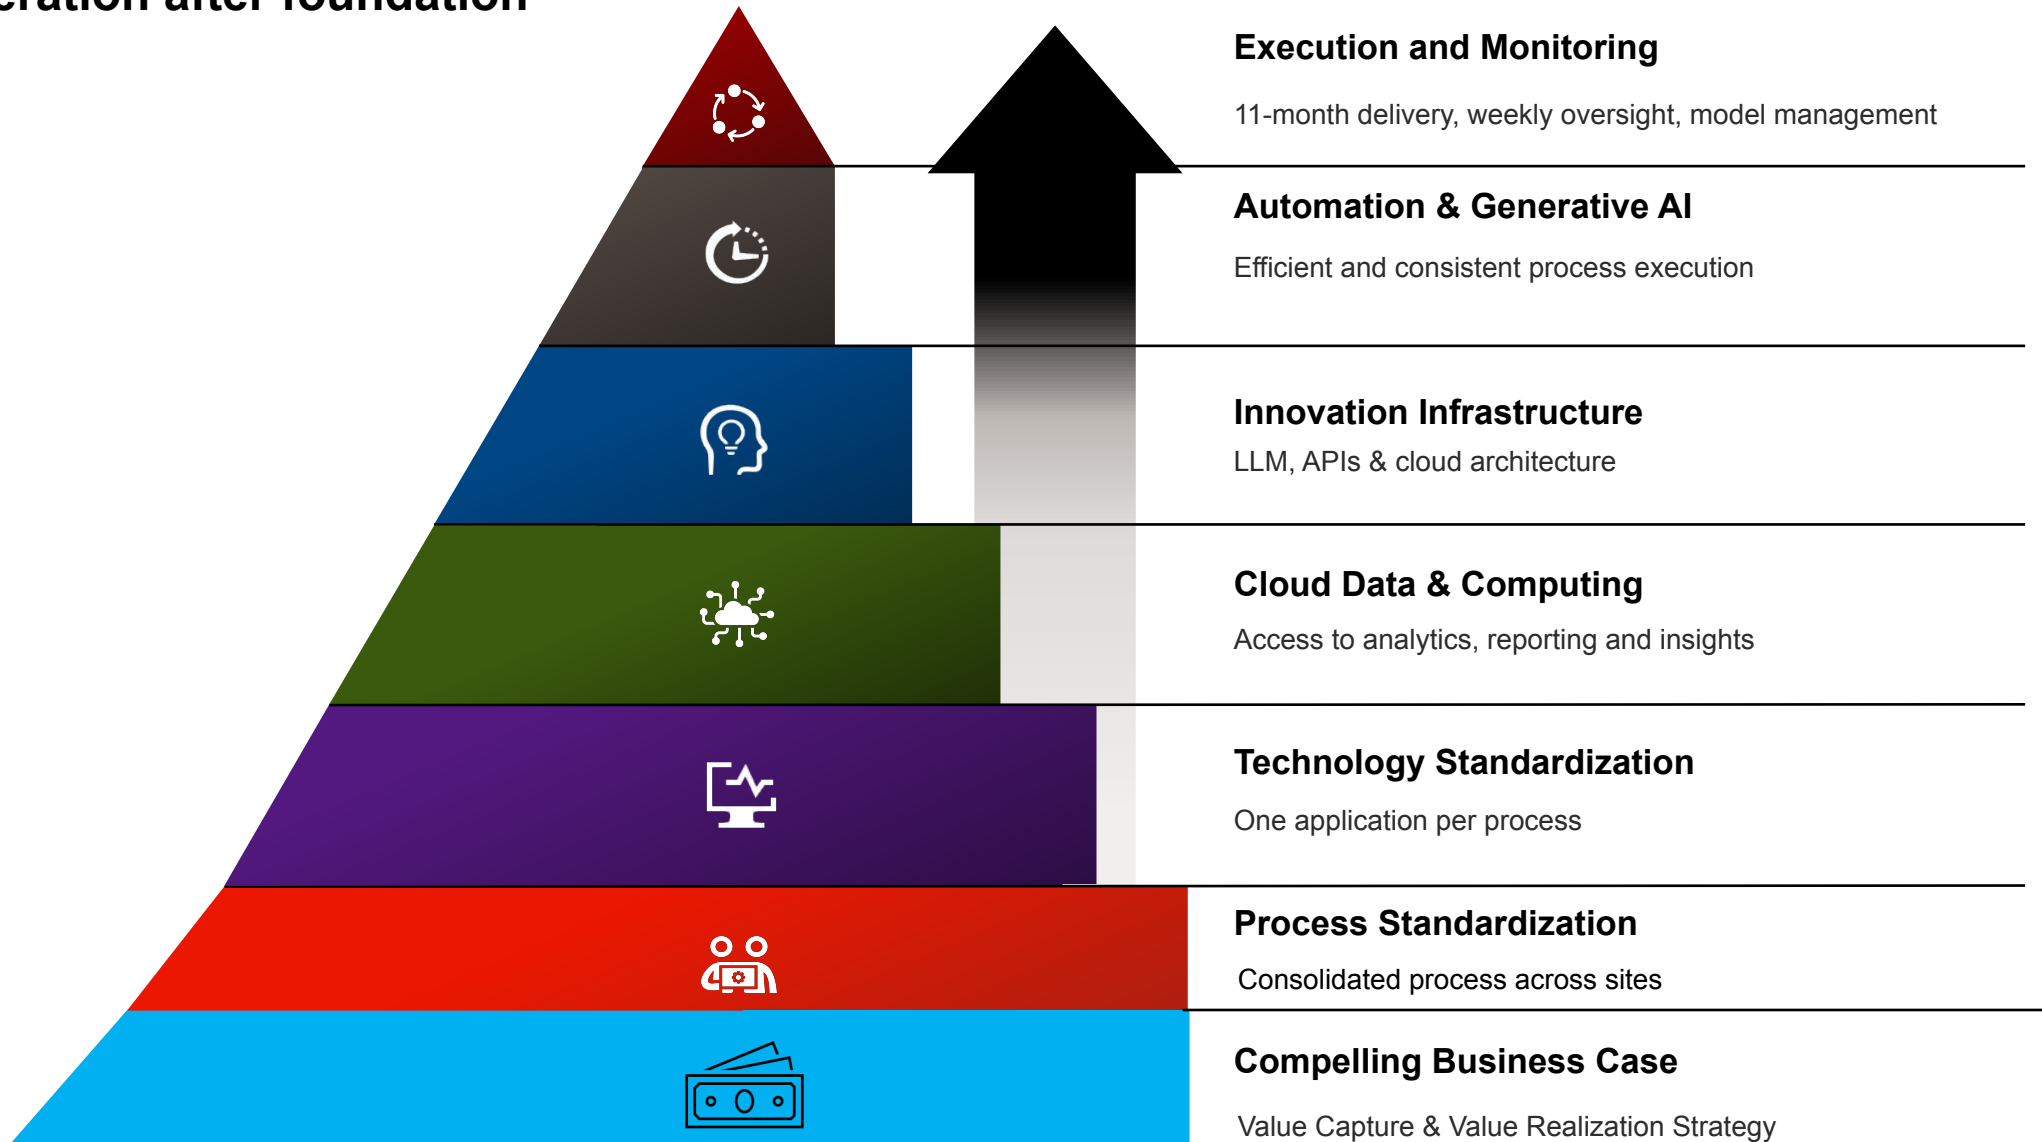 after foundation
Execution and Monitoring
11-month delivery, weekly oversight, model management
Automation & Generative AI
Efficient and consistent process execution
Innovation Infrastructure
LLM, APIs & cloud architecture
Cloud Data & Computing
Access to analytics, reporting and insights
Technology Standardization
One application per process
Process Standardization
Consolidated process across sites
Compelling Business Case
Value Capture & Value Realization Strategy